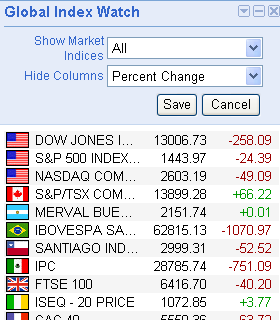 Global Index Watch
Show Market Indices All
Hide Columns Percent Change
Save Cancel
DOW JONES I... 13006.73 -258.09
S&P 500 INDEX... 1443.97 -24.39
NASDAQ COM... 2603.19 -49.09
S&P/TSX COM... 13899.28 +66.22
MERVAL BUE... 2151.74 +0.01
IBOVESPA SA... 62815.13 -1070.97
SANTIAGO IND... 2999.31 -52.52
IPC 28785.74 -751.09
FTSE 100 6416.70 -40.20
ISEQ - 20 PRICE 1072.85 +3.77
CAC 40